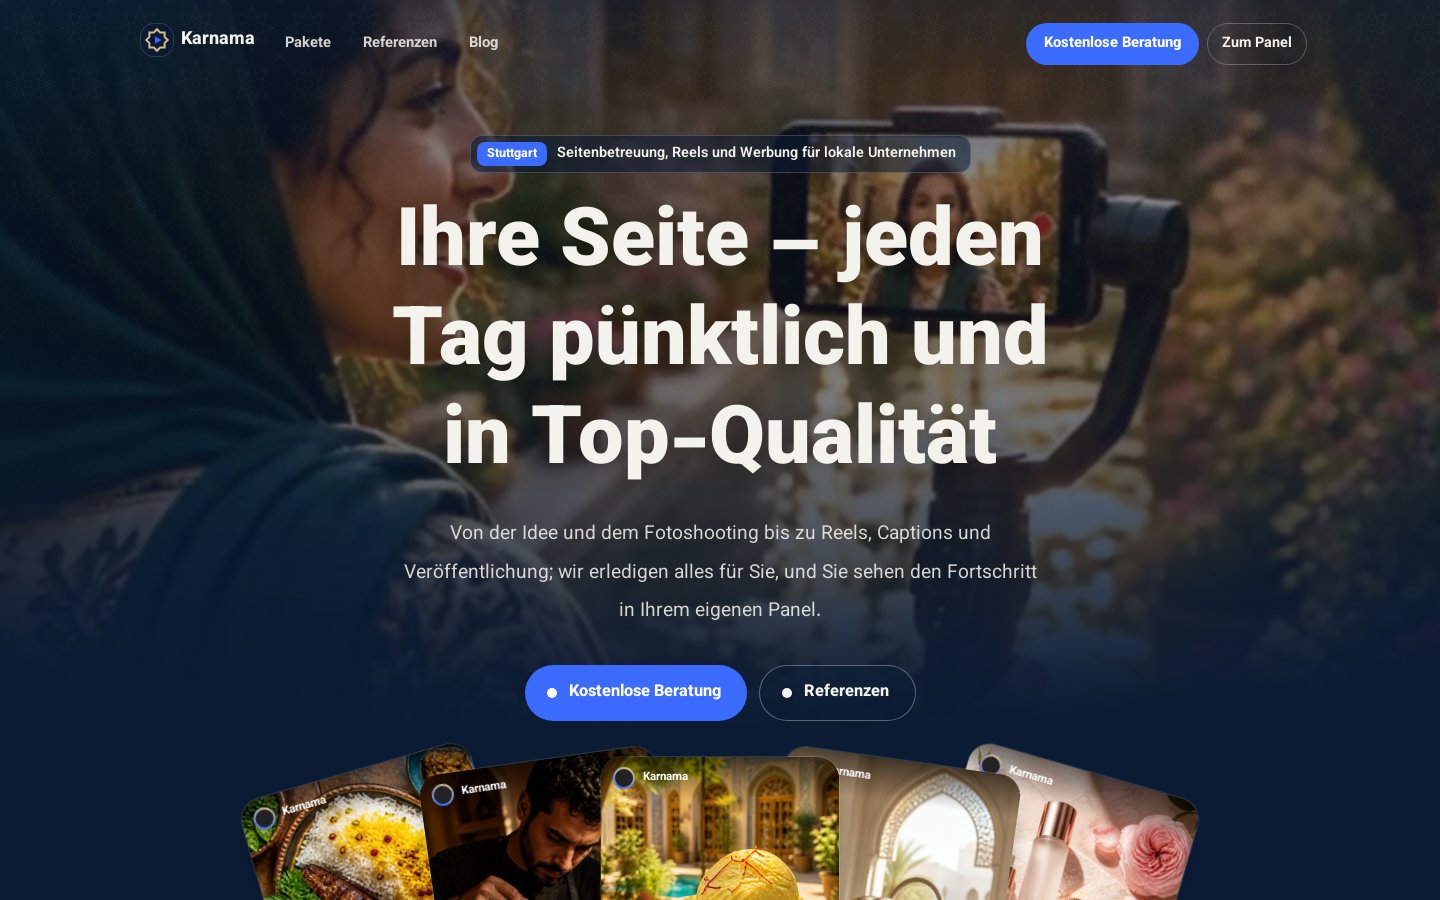 Karnama
Pakete
Referenzen
Blog
Kostenlose Beratung
Zum Panel
Stuttgart
Seitenbetreuung, Reels und Werbung für lokale Unternehmen
Ihre Seite – jeden
Tag pünktlich und
in Top-Qualität
Von der Idee und dem Fotoshooting bis zu Reels, Captions und
Veröffentlichung; wir erledigen alles für Sie, und Sie sehen den Fortschritt
in Ihrem eigenen Panel.
Kostenlose Beratung
Referenzen
Karnama
Karnama
Karnama
Karnama